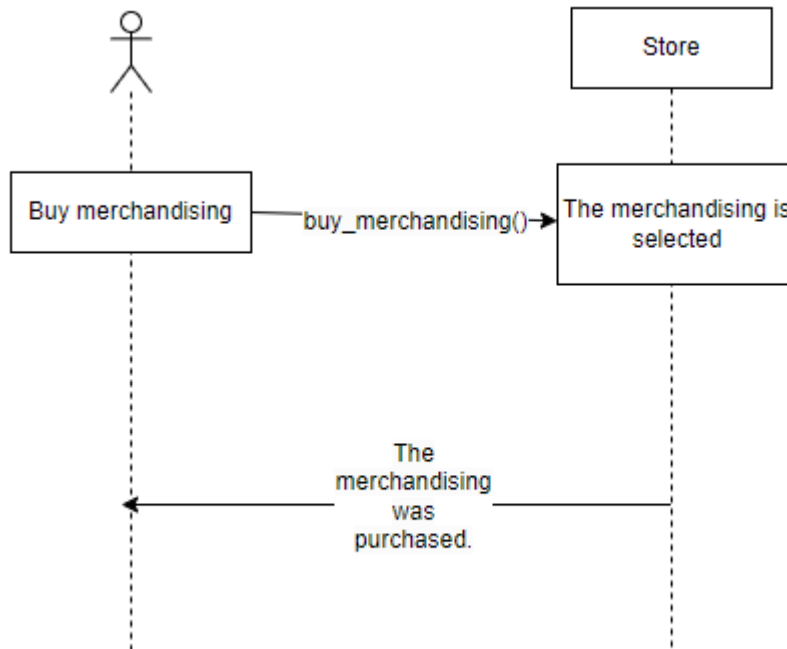 Store
Buy merchandising
buy_merchandising()
The merchandising is
selected
The
merchandising
was
purchased.